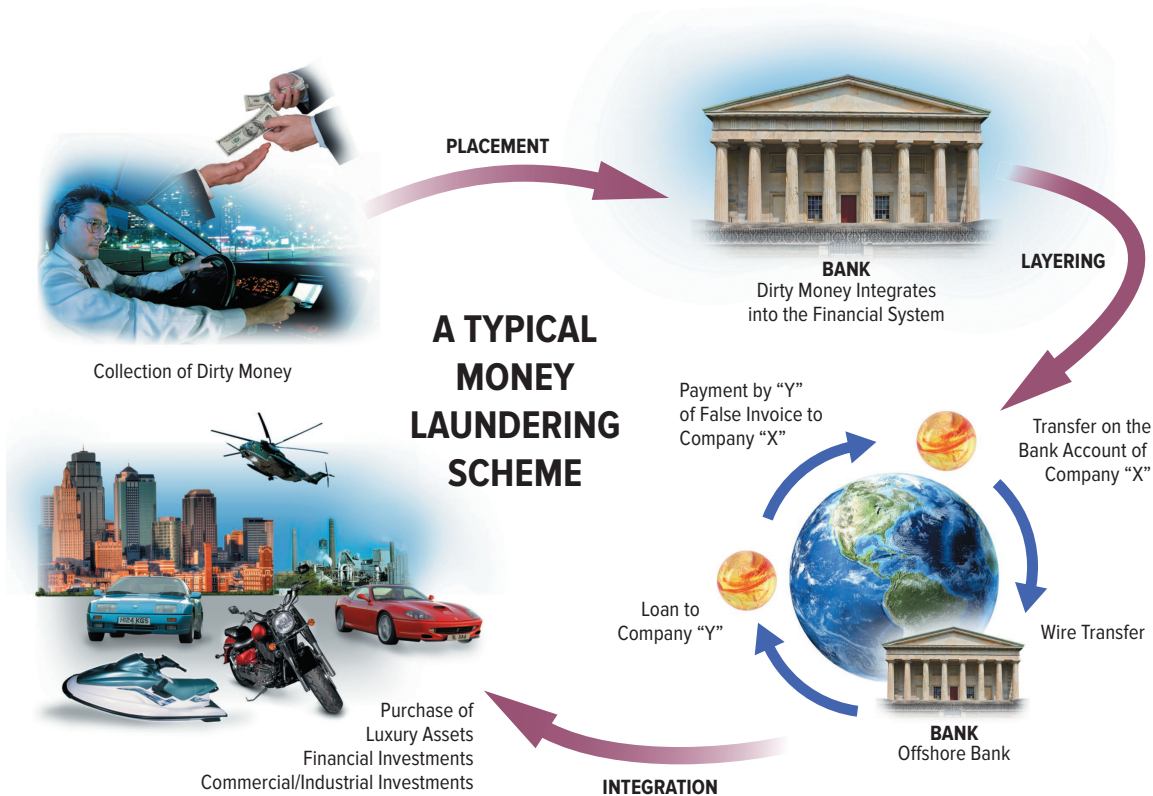 PLACEMENT
BANK
Dirty Money Integrates
into the Financial System
LAYERING
Collection of Dirty Money
A TYPICAL
MONEY
LAUNDERING
SCHEME
Payment by “Y”
of False Invoice to
Company “X”
Transfer on the
Bank Account of
Company “X”
Loan to
Company “Y”
Wire Transfer
BANK
Offshore Bank
H124 KGS
Purchase of
Luxury Assets
Financial Investments
Commercial/Industrial Investments
INTEGRATION